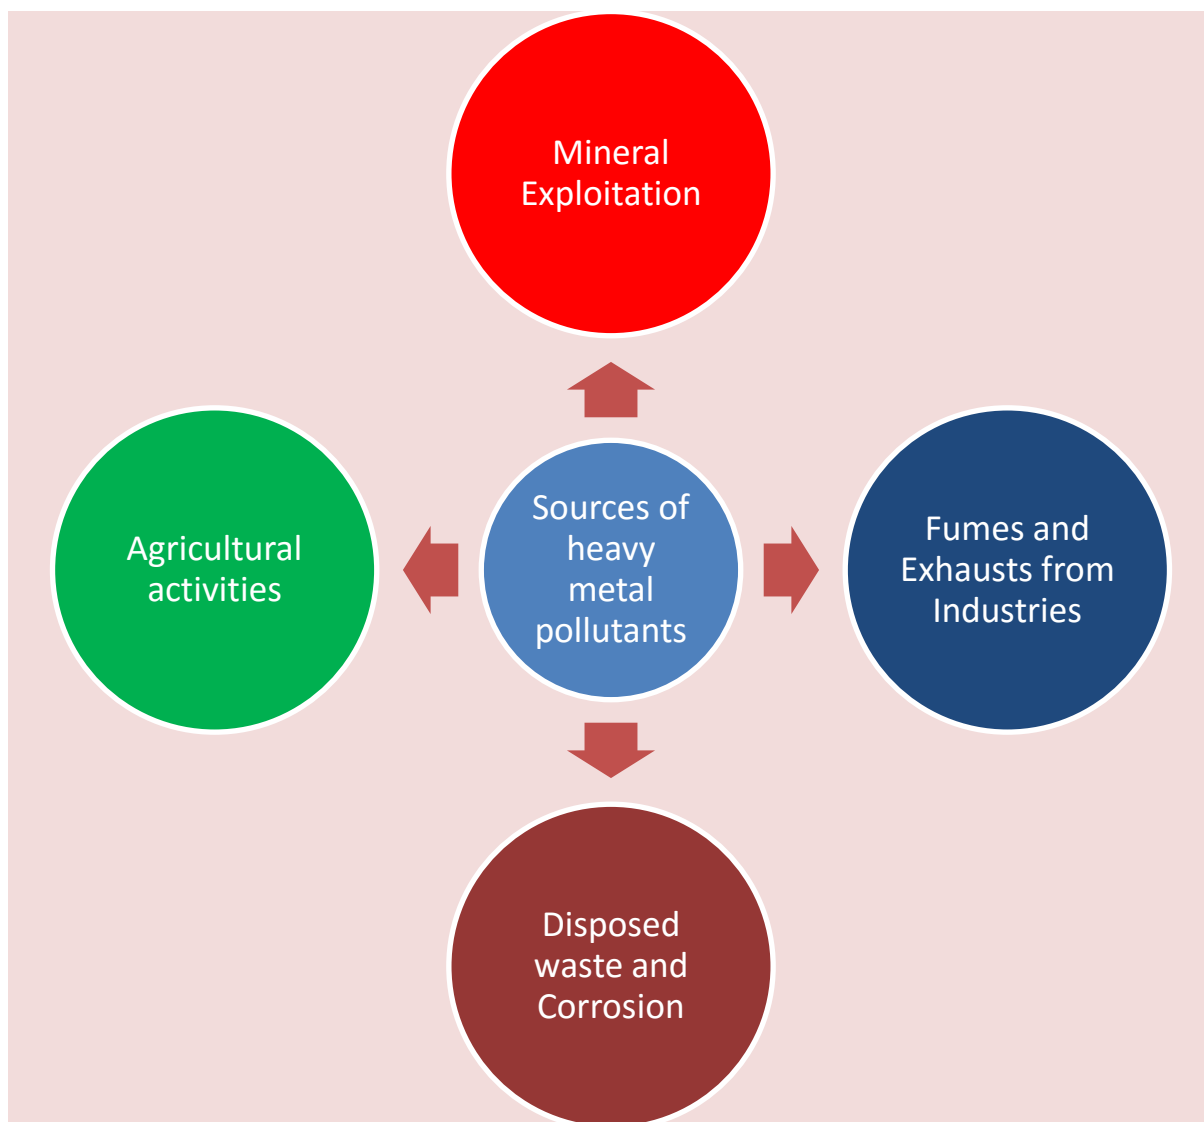 Mineral
Exploitation
Agricultural
activities
Sources of
heavy
metal
pollutants
Fumes and
Exhausts from
Industries
Disposed
waste and
Corrosion